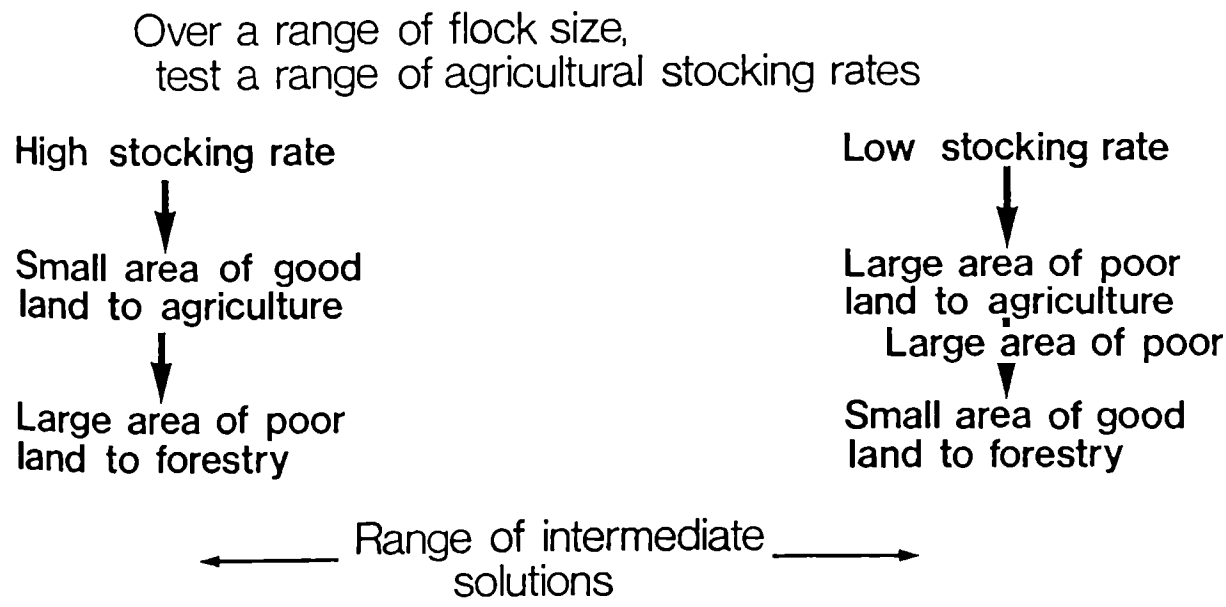 Over a range of flock size,
test a range of agricultural stocking rates
High stocking rate
Small area of good
land to agriculture
Large area of poor
land to forestry
Low stocking rate
Large area of poor
land to agriculture
Large area of poor
Small area of good
land to forestry
Range of intermediate
solutions